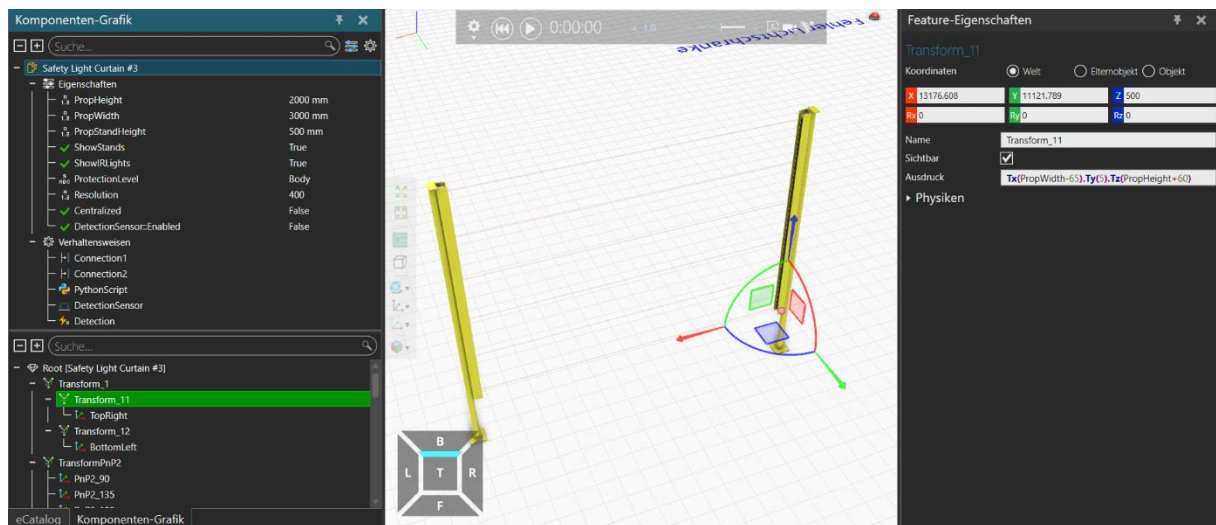 Komponenten-Grafik
Suche...
Safety Light Curtain #3
Eigenschaften
PropHeight 2000 mm
PropWidth 3000 mm
PropStandHeight 500 mm
ShowStands True
ShowIRLights True
ProtectionLevel Body
Resolution 400
Centralized False
DetectionSensor::Enabled False
Verhaltensweisen
Connection1
Connection2
PythonScript
DetectionSensor
Detection
Suche...
Root [Safety Light Curtain #3]
Transform_1
Transform_11
TopRight
Transform_12
BottomLeft
TransformPnP2
PnP2_90
PnP2_135
eCatalog Komponenten-Grafik
0:00:00 x 1.0
Fehler Lichtschranke
B
L T R
F
Feature-Eigenschaften
Transform_11
Koordinaten Welt Elternobjekt Objekt
X 13176.608 Y 11121.789 Z 500
Rx 0 Ry 0 Rz 0
Name Transform_11
Sichtbar
Ausdruck Tx(PropWidth-65).Ty(5).Tz(PropHeight+60)
Physiken